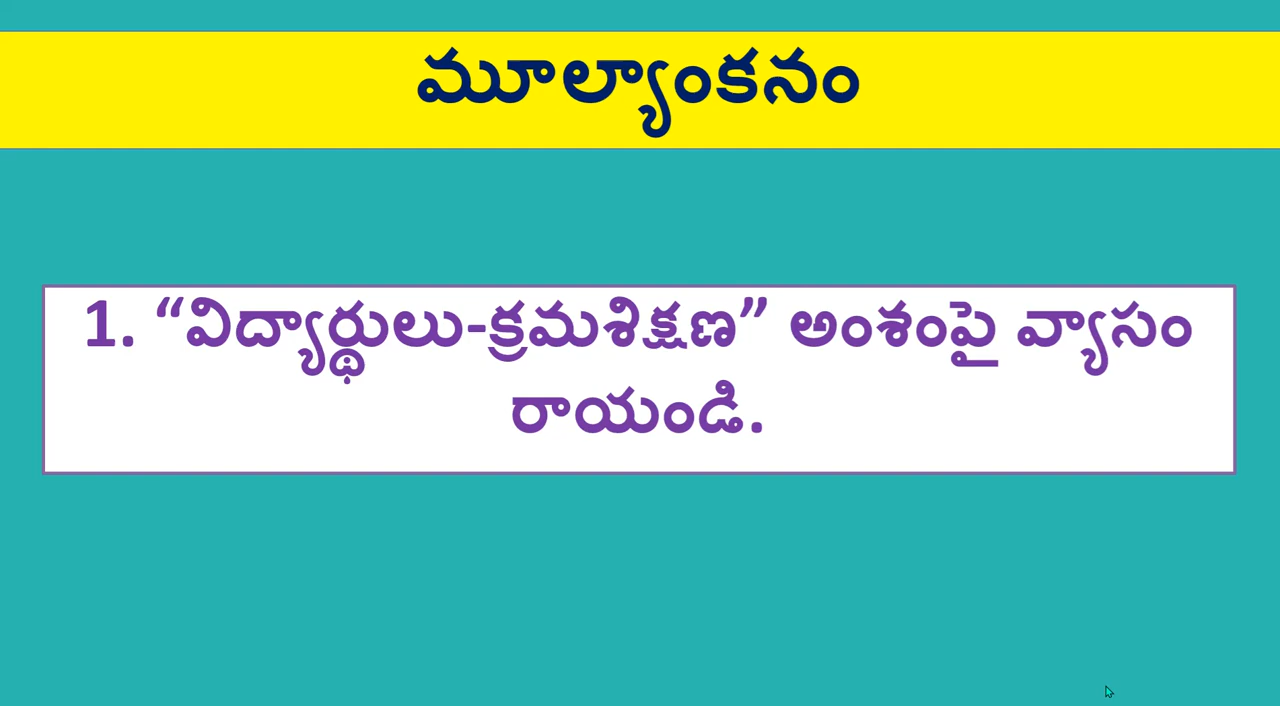 మూల్యాంకనం
1. “విద్యార్థులు-క్రమశిక్షణ” అంశంపై వ్యాసం
రాయండి.